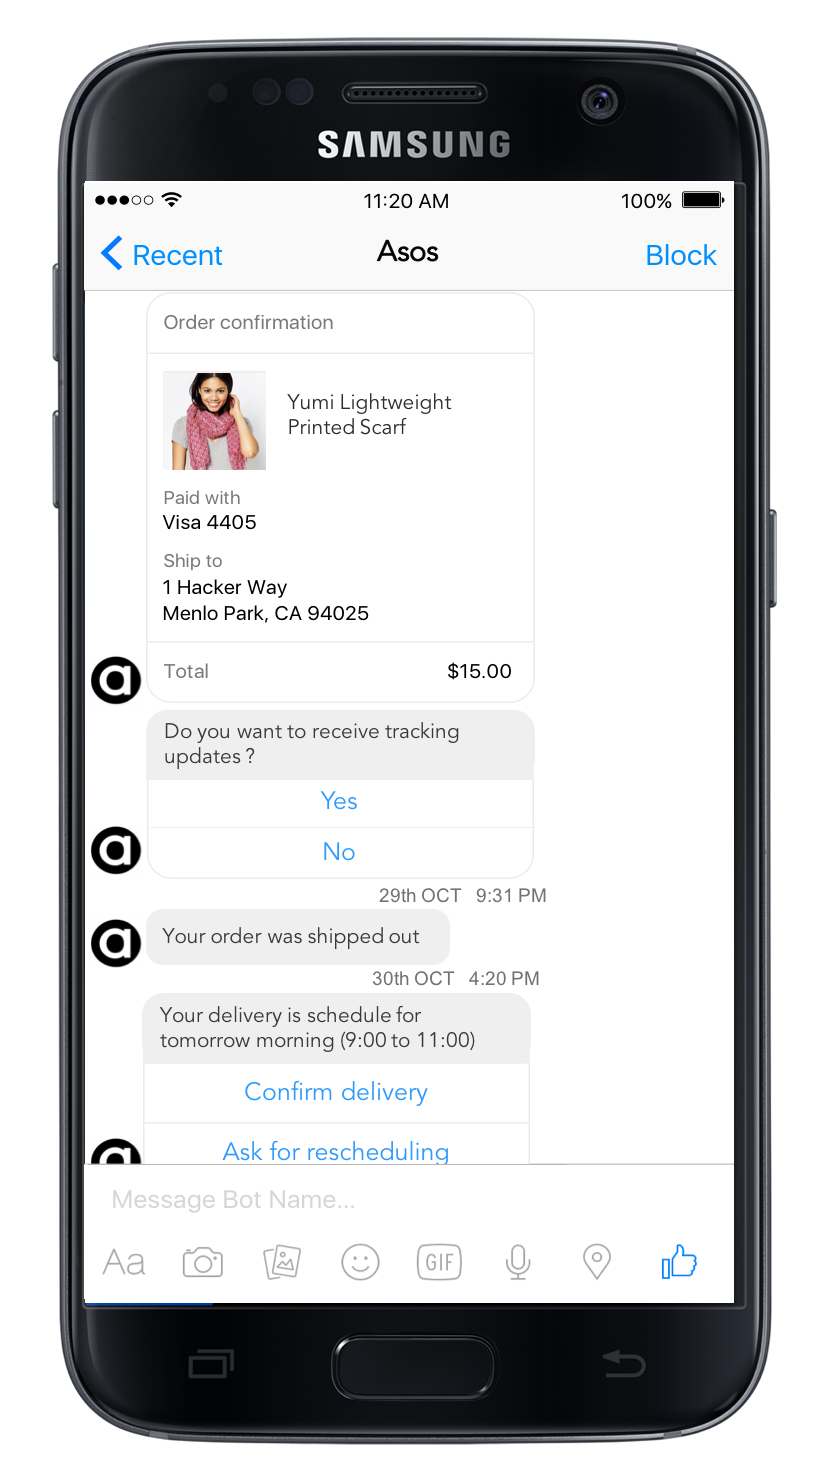 SAMSUNG
11:20 AM 100%
Recent Asos Block
Order confirmation
Yumi Lightweight
Printed Scarf
Paid with
Visa 4405
Ship to
1 Hacker Way
Menlo Park, CA 94025
Total $15.00
Do you want to receive tracking
updates ?
Yes
No
29th OCT 9:31 PM
Your order was shipped out
30th OCT 4:20 PM
Your delivery is schedule for
tomorrow morning (9:00 to 11:00)
Confirm delivery
Ask for rescheduling
Message Bot Name...
Aa GIF